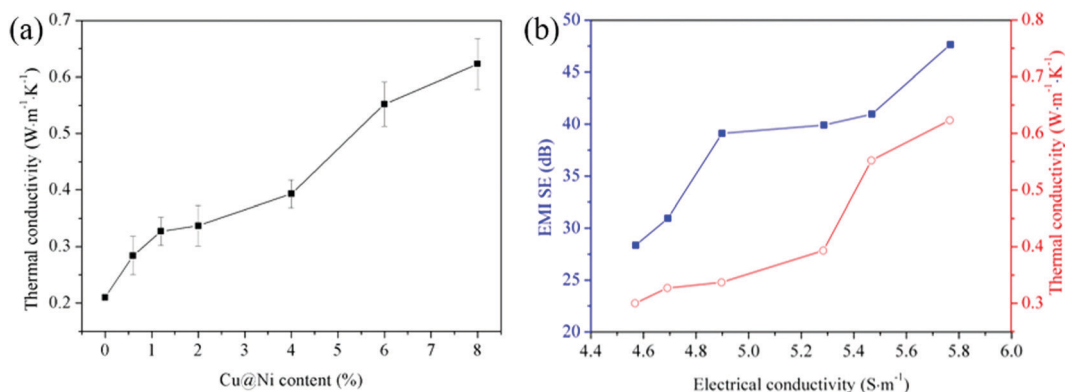 (a)
0.7
0.6
0.5
0.4
0.3
0.2
Thermal conductivity (W·m⁻¹·K⁻¹)
0 1 2 3 4 5 6 7 8
Cu@Ni content (%)
(b)
50
45
40
35
30
25
20
EMI SE (dB)
0.8
0.7
0.6
0.5
0.4
0.3
Thermal conductivity (W·m⁻¹·K⁻¹)
4.4 4.6 4.8 5.0 5.2 5.4 5.6 5.8 6.0
Electrical conductivity (S·m⁻¹)